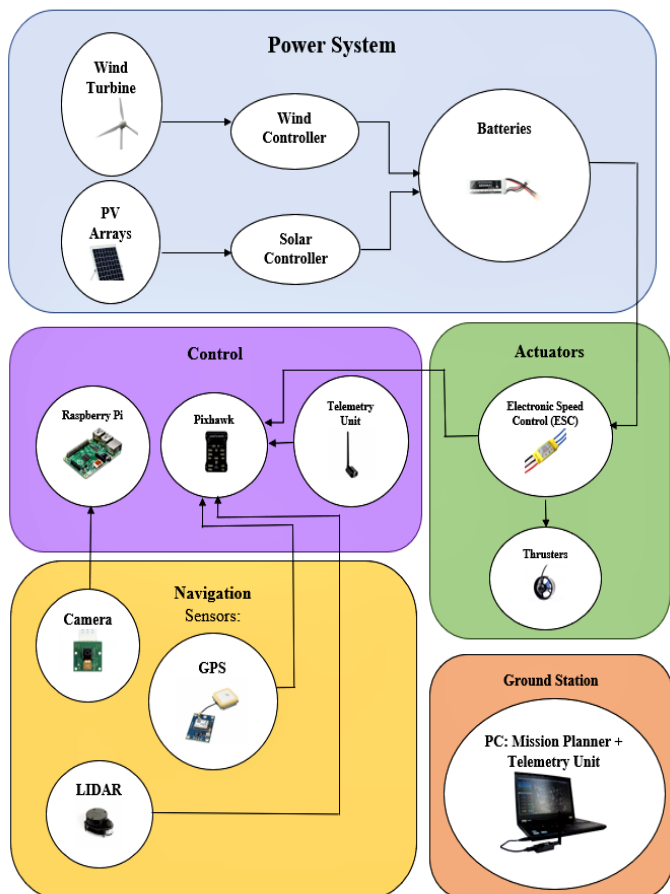 Power System
Wind
Turbine
Wind
Controller
Batteries
PV
Arrays
Solar
Controller
Control
Raspberry Pi
Pixhawk
Telemetry
Unit
Actuators
Electronic Speed
Control (ESC)
Thrusters
Navigation
Sensors:
Camera
GPS
LIDAR
Ground Station
PC: Mission Planner +
Telemetry Unit